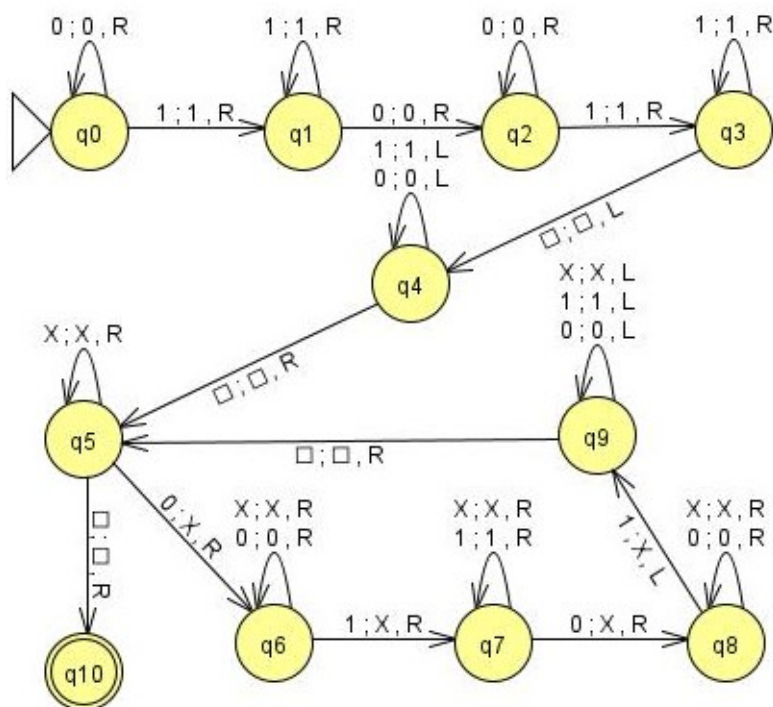 0 ; 0 , R
1 ; 1 , R
0 ; 0 , R
1 ; 1 , R
q0
1 ; 1 , R
q1
0 ; 0 , R
q2
1 ; 1 , R
q3
1 ; 1 , L
0 ; 0 , L
□ ; □ , L
q4
X ; X , L
1 ; 1 , L
0 ; 0 , L
X ; X , R
□ ; □ , R
q5
q9
□ ; □ , R
□ ; □ , R
0 ; X , R
X ; X , R
0 ; 0 , R
X ; X , R
1 ; 1 , R
1 ; X , L
X ; X , R
0 ; 0 , R
q10
q6
1 ; X , R
q7
0 ; X , R
q8